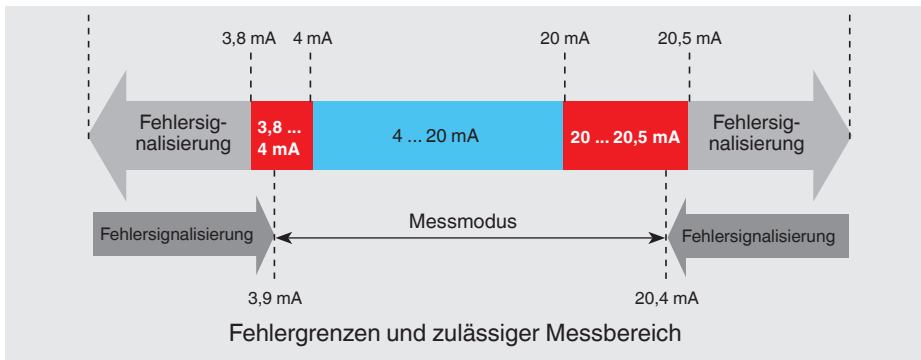 3,8 mA 4 mA 20 mA 20,5 mA
Fehlersig-
nalisierung
3,8 ...
4 mA
4 ... 20 mA
20 ... 20,5 mA
Fehlersig-
nalisierung
Fehlersignalisierung
Messmodus
Fehlersignalisierung
3,9 mA 20,4 mA
Fehlergrenzen und zulässiger Messbereich